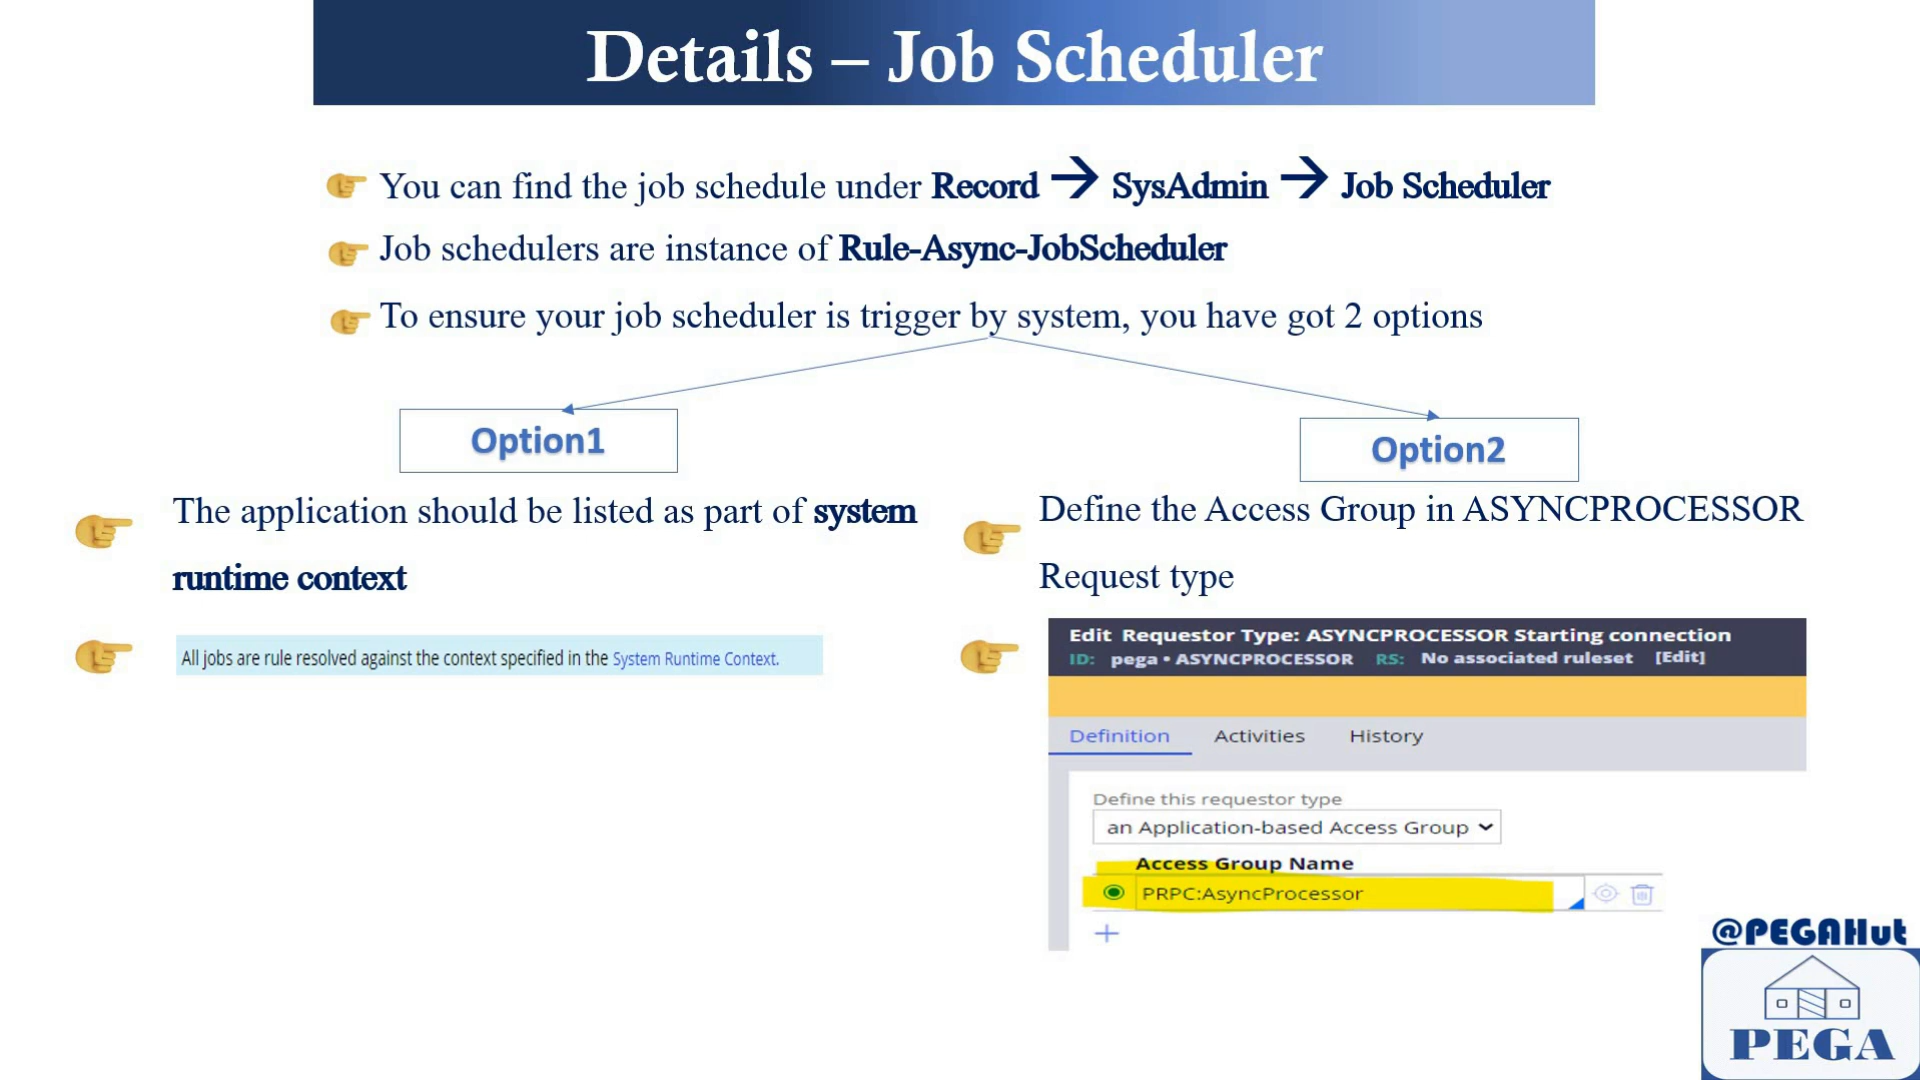 Details – Job Scheduler
You can find the job schedule under Record → SysAdmin → Job Scheduler
Job schedulers are instance of Rule-Async-JobScheduler
To ensure your job scheduler is trigger by system, you have got 2 options
Option1
The application should be listed as part of system
runtime context
All jobs are rule resolved against the context specified in the System Runtime Context.
Option2
Define the Access Group in ASYNCPROCESSOR
Request type
Edit Requestor Type: ASYNCPROCESSOR Starting connection
ID: pega • ASYNCPROCESSOR RS: No associated ruleset [Edit]
Definition Activities History
Define this requestor type
an Application-based Access Group
Access Group Name
PRPC:AsyncProcessor
@PEGAHut
PEGA